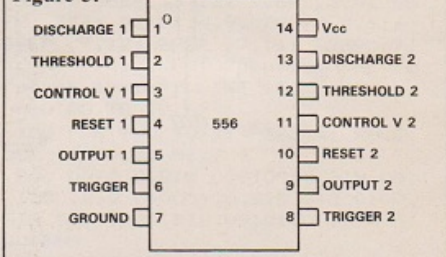 DISCHARGE 1 1 14 Vcc
THRESHOLD 1 2 13 DISCHARGE 2
CONTROL V 1 3 12 THRESHOLD 2
RESET 1 4 556 11 CONTROL V 2
OUTPUT 1 5 10 RESET 2
TRIGGER 6 9 OUTPUT 2
GROUND 7 8 TRIGGER 2